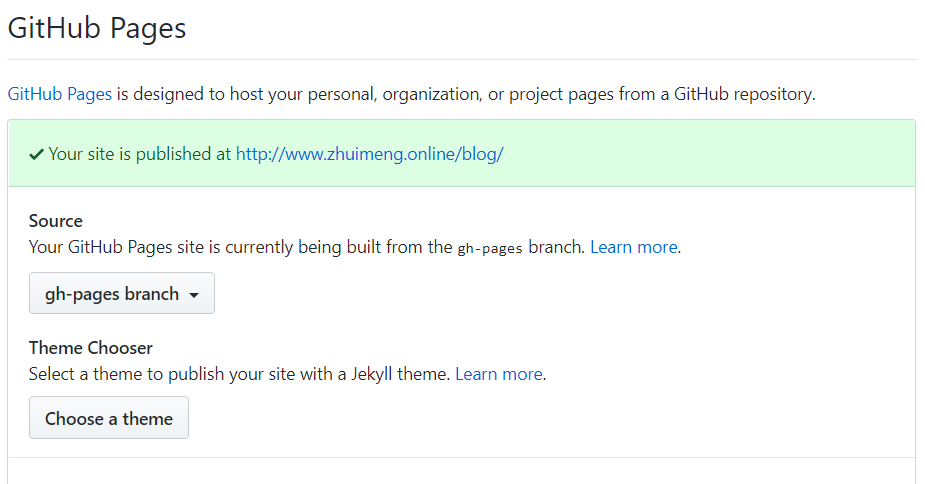 GitHub Pages
GitHub Pages is designed to host your personal, organization, or project pages from a GitHub repository.
Your site is published at http://www.zhuimeng.online/blog/
Source
Your GitHub Pages site is currently being built from the gh-pages branch. Learn more.
gh-pages branch
Theme Chooser
Select a theme to publish your site with a Jekyll theme. Learn more.
Choose a theme